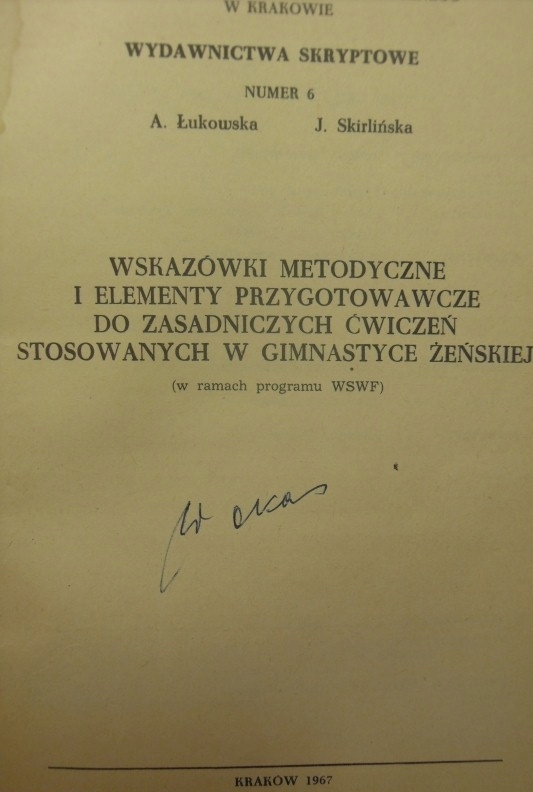 W KRAKOWIE
WYDAWNICTWA SKRYPTOWE
NUMER 6
A. Łukowska J. Skirlińska
WSKAZÓWKI METODYCZNE
I ELEMENTY PRZYGOTOWAWCZE
DO ZASADNICZYCH ĆWICZEŃ
STOSOWANYCH W GIMNASTYCE ŻEŃSKIEJ
(w ramach programu WSWF)
KRAKÓW 1967